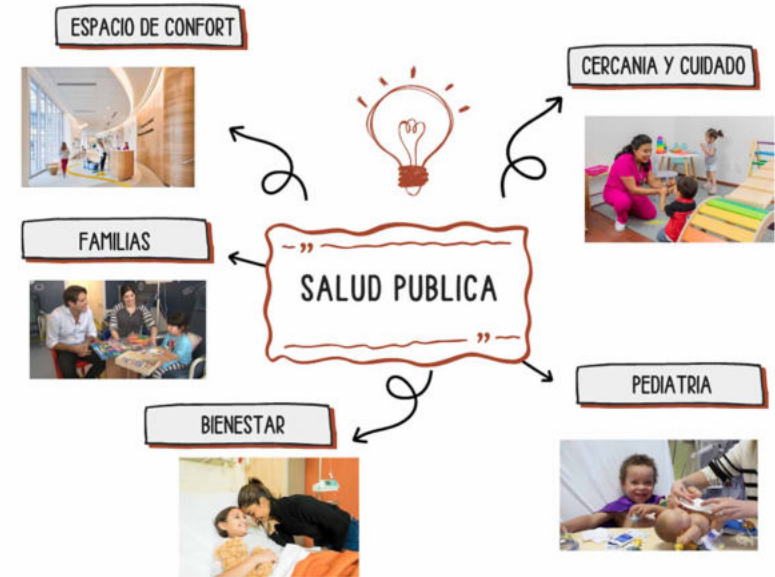 ESPACIO DE CONFORT
CERCANIA Y CUIDADO
FAMILIAS
SALUD PUBLICA
PEDIATRIA
BIENESTAR